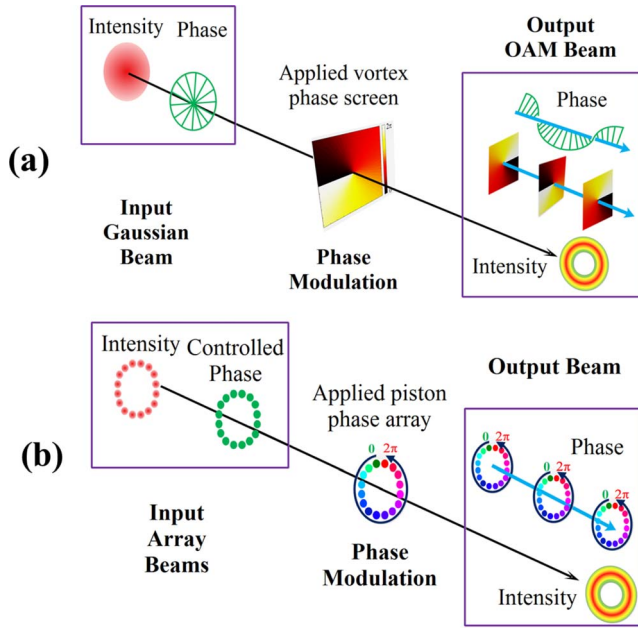 Intensity
Phase
Output
OAM Beam
Applied vortex
phase screen
Phase
(a)
Input
Gaussian
Beam
Phase
Modulation
Intensity
Intensity
Controlled
Phase
Output Beam
Applied piston
phase array
0 2π
Phase
0 2π
0 2π
0 2π
(b)
Input
Array
Beams
Phase
Modulation
Intensity